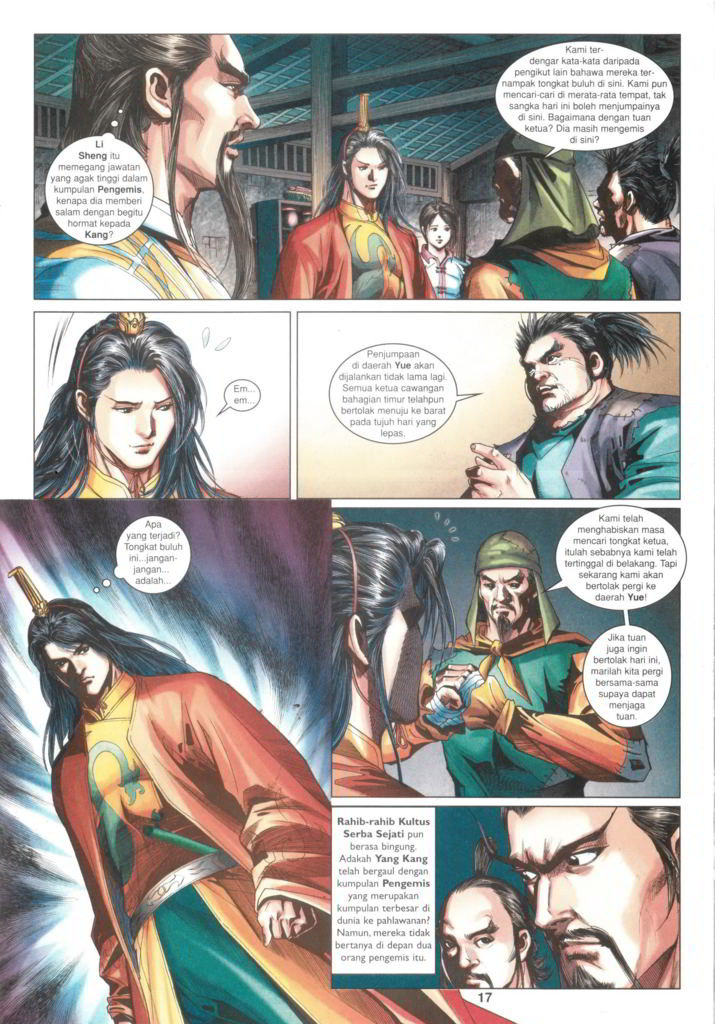 Li
Sheng itu
memegang jawatan
yang agak tinggi dalam
kumpulan Pengemis,
kenapa dia memberi
salam dengan begitu
hormat kepada
Kang?
Kami ter-
dengar kata-kata daripada
pengikut lain bahawa mereka ter-
nampak tongkat buluh di sini. Kami pun
mencari-cari di merata-rata tempat, tak
sangka hari ini boleh menjumpainya
di sini. Bagaimana dengan tuan
ketua? Dia masih mengemis
di sini?
Em...
em...
Penjumpaan
di daerah Yue akan
dijalankan tidak lama lagi.
Semua ketua cawangan
bahagian timur telahpun
bertolak menuju ke barat
pada tujuh hari yang
lepas.
Apa
yang terjadi?
Tongkat buluh
ini...jangan-
jangan...
adalah...
Kami telah
menghabiskan masa
mencari tongkat ketua,
itulah sebabnya kami telah
tertinggal di belakang. Tapi
sekarang kami akan
bertolak pergi ke
daerah Yue!
Jika tuan
juga ingin
bertolak hari ini,
marilah kita pergi
bersama-sama
supaya dapat
menjaga
tuan.
Rahib-rahib Kultus
Serba Sejati pun
berasa bingung.
Adakah Yang Kang
telah bergaul dengan
kumpulan Pengemis
yang merupakan
kumpulan terbesar di
dunia ke pahlawanan?
Namun, mereka tidak
bertanya di depan dua
orang pengemis itu.
17